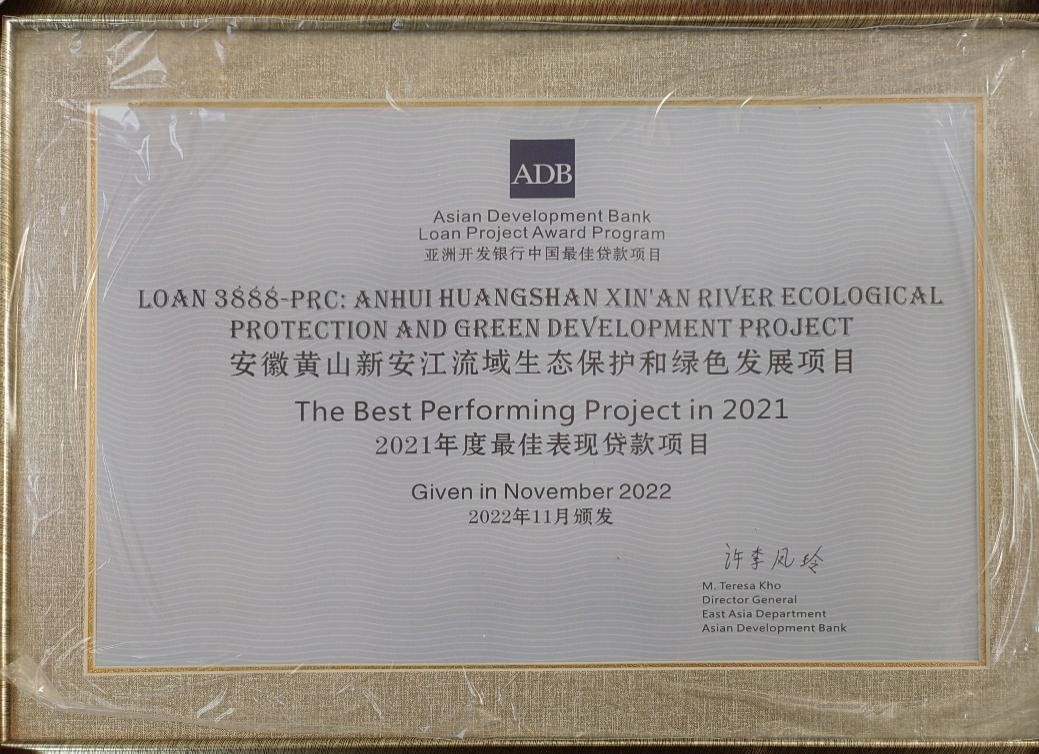 ADB
Asian Development Bank
Loan Project Award Program
亚洲开发银行中国最佳贷款项目
LOAN 3888-PRC: ANHUI HUANGSHAN XIN'AN RIVER ECOLOGICAL
PROTECTION AND GREEN DEVELOPMENT PROJECT
安徽黄山新安江流域生态保护和绿色发展项目
The Best Performing Project in 2021
2021年度最佳表现贷款项目
Given in November 2022
2022年11月颁发
许李凤玲
M. Teresa Kho
Director General
East Asia Department
Asian Development Bank